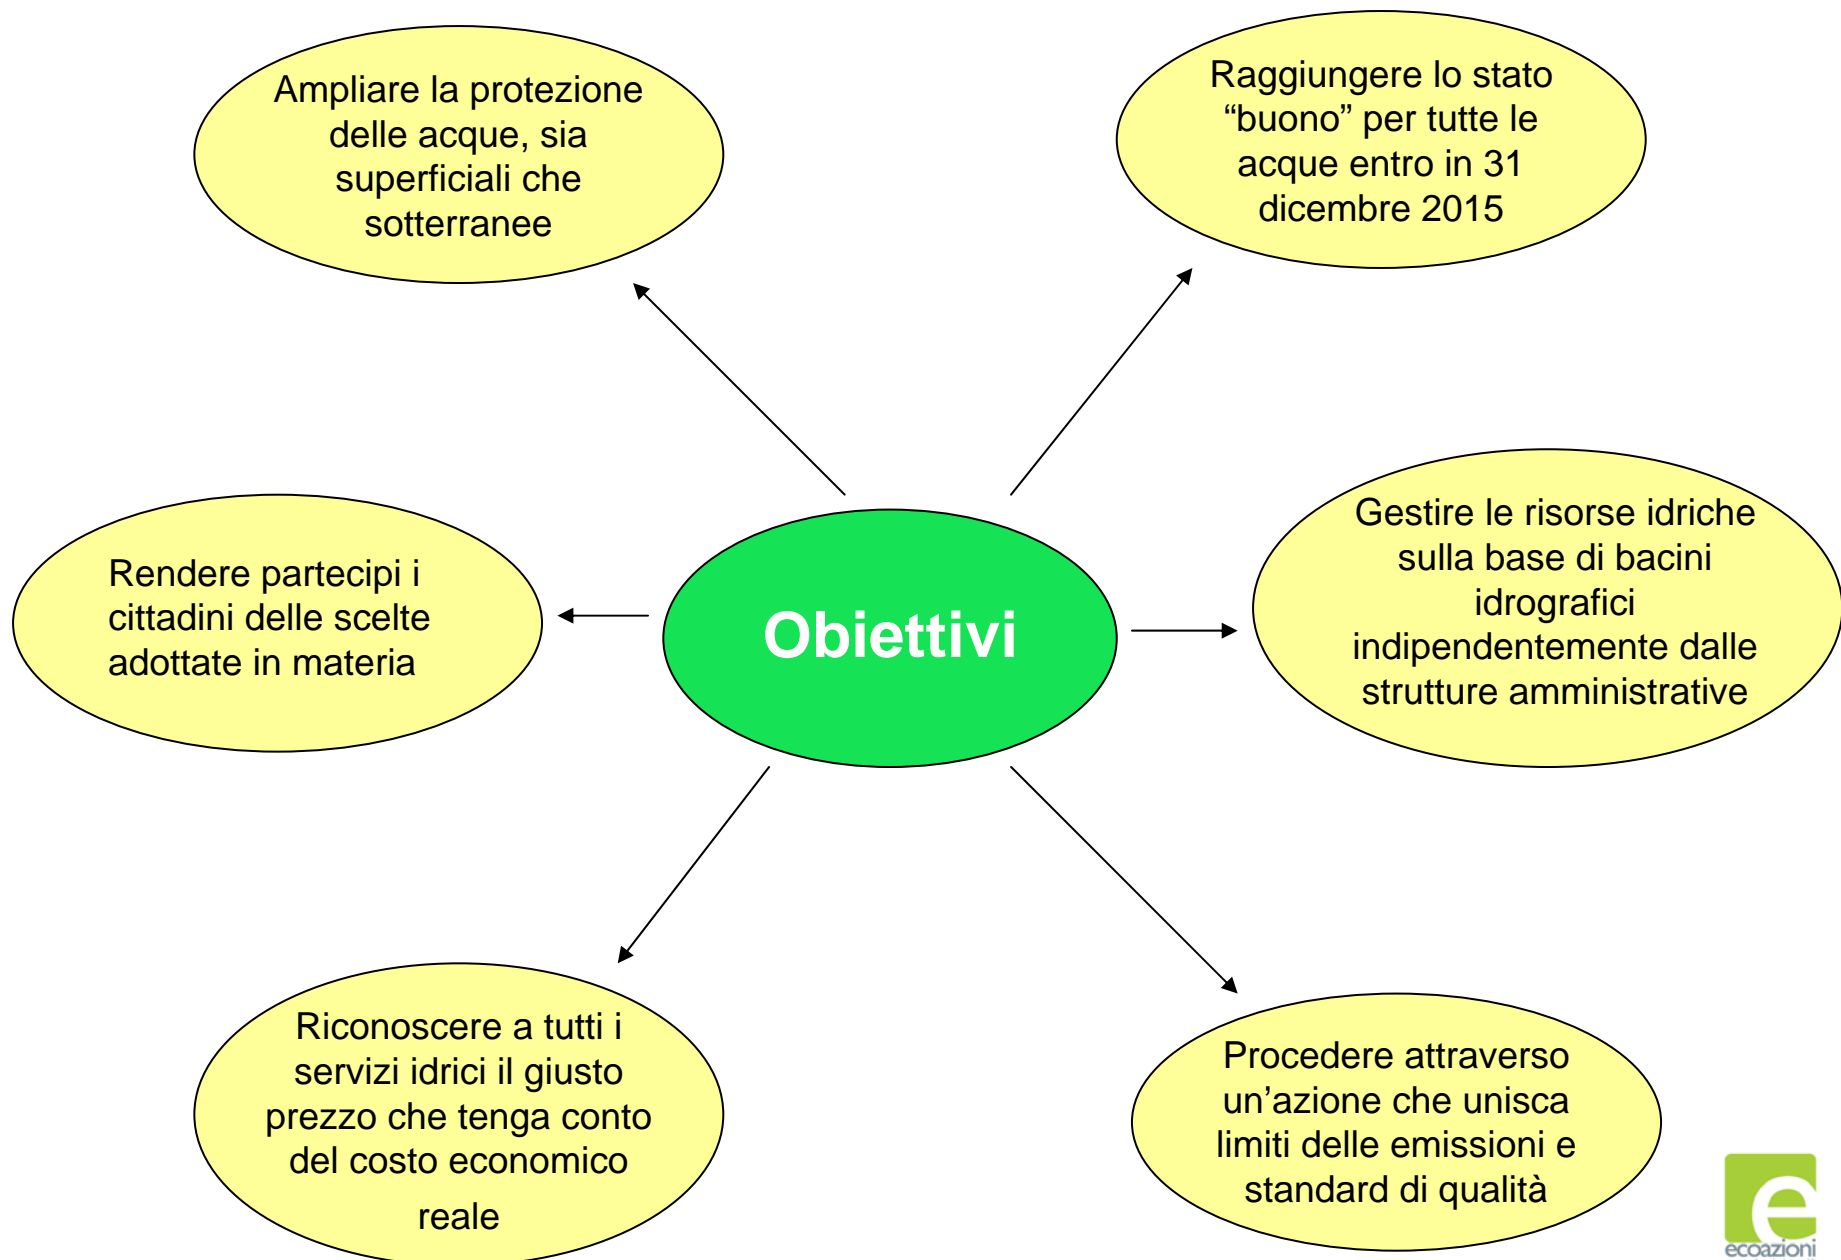 Ampliare la protezione
delle acque, sia
superficiali che
sotterranee
Raggiungere lo stato
“buono” per tutte le
acque entro in 31
dicembre 2015
Rendere partecipi i
cittadini delle scelte
adottate in materia
Obiettivi
Gestire le risorse idriche
sulla base di bacini
idrografici
indipendentemente dalle
strutture amministrative
Riconoscere a tutti i
servizi idrici il giusto
prezzo che tenga conto
del costo economico
reale
Procedere attraverso
un’azione che unisca
limiti delle emissioni e
standard di qualità
e
ecoazioni